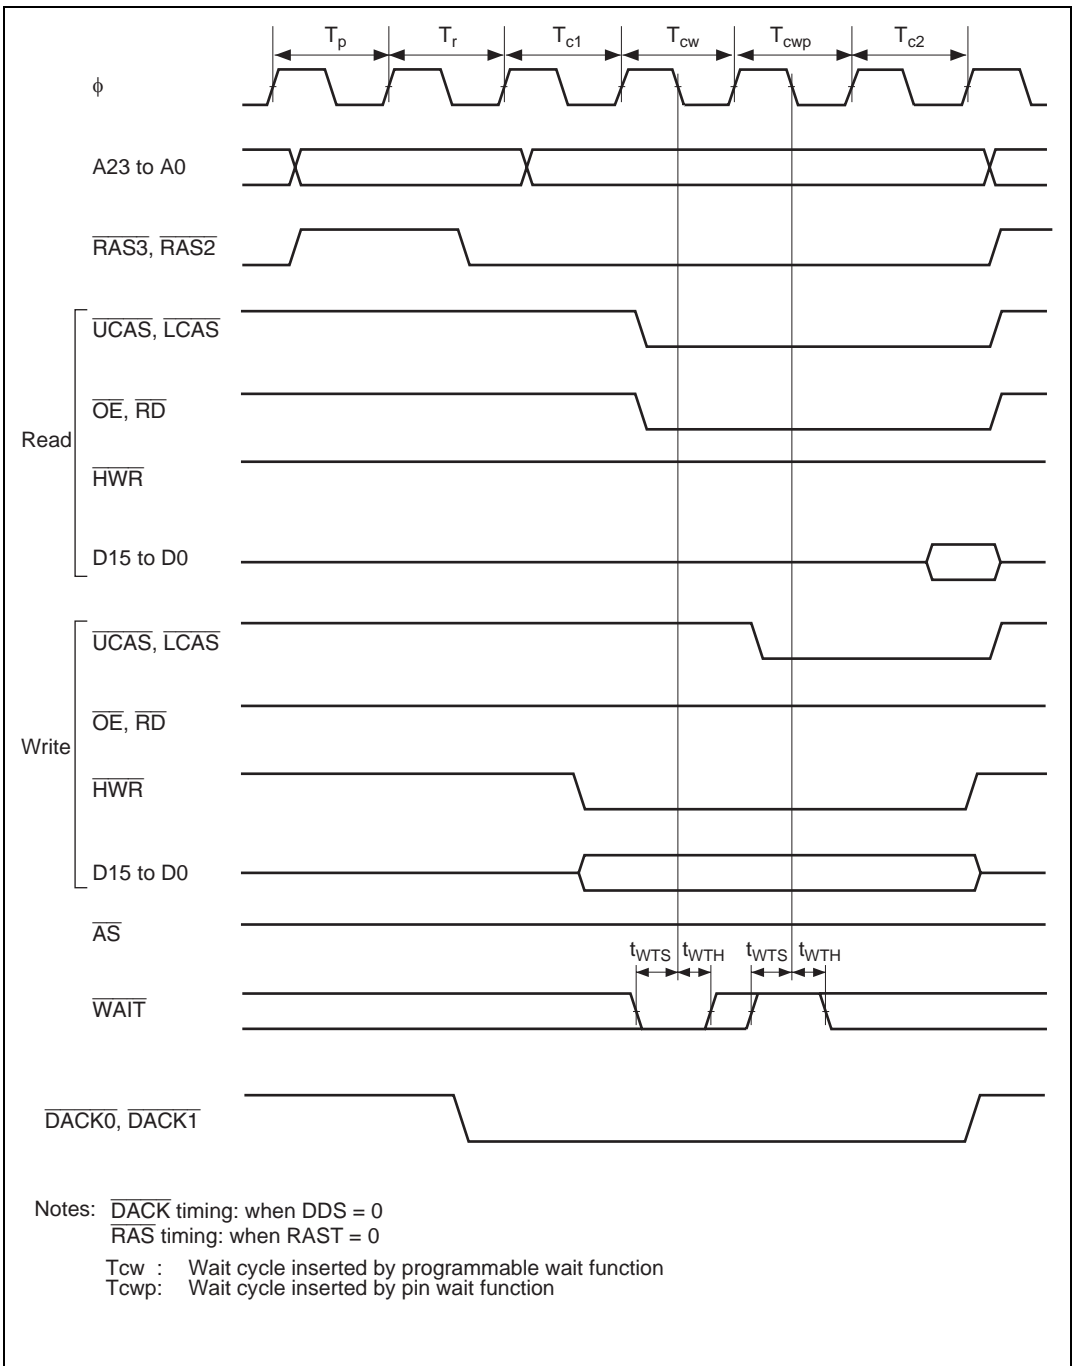 Tp Tr Tc1 Tcw Tcwp Tc2
ϕ
A23 to A0
RAS3, RAS2
Read
UCAS, LCAS
OE, RD
HWR
D15 to D0
Write
UCAS, LCAS
OE, RD
HWR
D15 to D0
AS
tWTS tWTH tWTS tWTH
WAIT
DACK0, DACK1
Notes: DACK timing: when DDS = 0
RAS timing: when RAST = 0
Tcw : Wait cycle inserted by programmable wait function
Tcwp: Wait cycle inserted by pin wait function